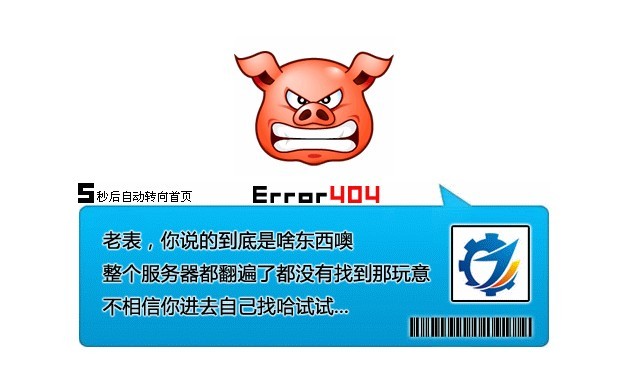 5秒后自动转向首页
Error404
老表，你说的到底是啥东西噢
整个服务器都翻遍了都没有找到那玩意
不相信你进去自己找哈试试...